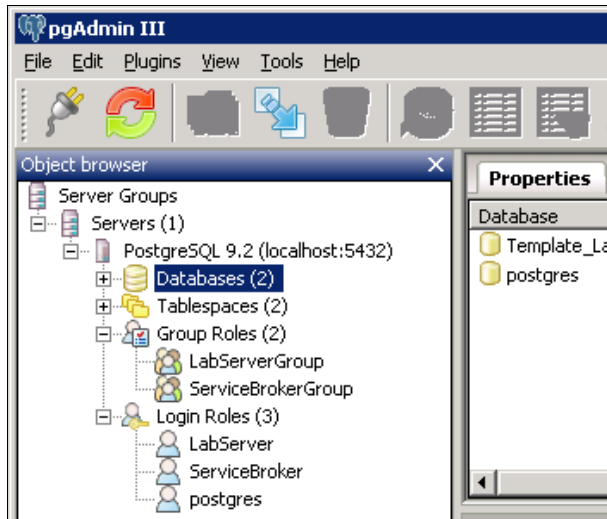 pgAdmin III
File Edit Plugins View Tools Help
Object browser
Server Groups
Servers (1)
PostgreSQL 9.2 (localhost:5432)
Databases (2)
Tablespaces (2)
Group Roles (2)
LabServerGroup
ServiceBrokerGroup
Login Roles (3)
LabServer
ServiceBroker
postgres
Properties
Database
Template_La
postgres